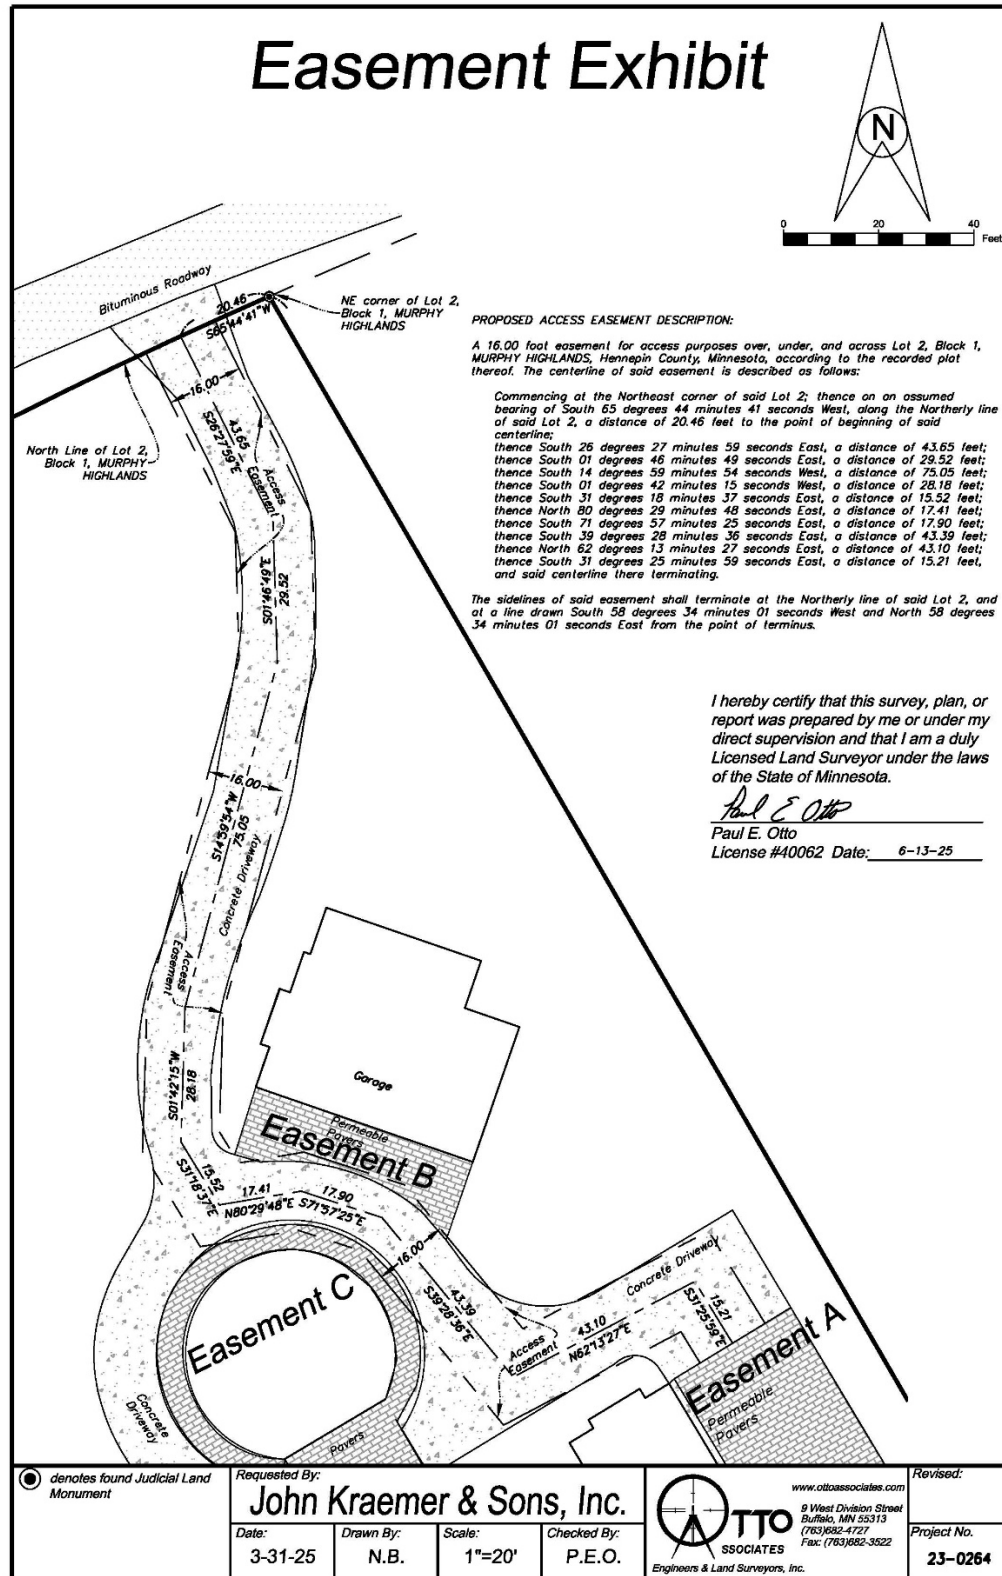 Easement Exhibit
N
0 20 40
Feet
Bituminous Roadway
20.46
S65°44'41"W
NE corner of Lot 2,
Block 1, MURPHY
HIGHLANDS
North Line of Lot 2,
Block 1, MURPHY
HIGHLANDS
PROPOSED ACCESS EASEMENT DESCRIPTION:
A 16.00 foot easement for access purposes over, under, and across Lot 2, Block 1,
MURPHY HIGHLANDS, Hennepin County, Minnesota, according to the recorded plat
thereof. The centerline of said easement is described as follows:
Commencing at the Northeast corner of said Lot 2; thence on an assumed
bearing of South 65 degrees 44 minutes 41 seconds West, along the Northerly line
of said Lot 2, a distance of 20.46 feet to the point of beginning of said
centerline;
thence South 26 degrees 27 minutes 59 seconds East, a distance of 43.65 feet;
thence South 01 degrees 46 minutes 49 seconds East, a distance of 29.52 feet;
thence South 14 degrees 59 minutes 54 seconds West, a distance of 75.05 feet;
thence South 01 degrees 42 minutes 15 seconds West, a distance of 28.18 feet;
thence South 31 degrees 18 minutes 37 seconds East, a distance of 15.52 feet;
thence North 80 degrees 29 minutes 48 seconds East, a distance of 17.41 feet;
thence South 71 degrees 57 minutes 25 seconds East, a distance of 17.90 feet;
thence South 39 degrees 28 minutes 36 seconds East, a distance of 43.39 feet;
thence North 62 degrees 13 minutes 27 seconds East, a distance of 43.10 feet;
thence South 31 degrees 25 minutes 59 seconds East, a distance of 15.21 feet,
and said centerline there terminating.
The sidelines of said easement shall terminate at the Northerly line of said Lot 2, and
at a line drawn South 58 degrees 34 minutes 01 seconds West and North 58 degrees
34 minutes 01 seconds East from the point of terminus.
I hereby certify that this survey, plan, or
report was prepared by me or under my
direct supervision and that I am a duly
Licensed Land Surveyor under the laws
of the State of Minnesota.
Paul E Otto
Paul E. Otto
License #40062 Date: 6-13-25
16.00
43.65
S26°27'59"E
Access
Easement
S01°46'49"E
29.52
16.00
S14°59'54"W
75.05
Concrete Driveway
Access
Easement
S01°42'15"W
28.18
Garage
Permeable
Pavers
Easement B
15.52
S31°18'37"E
17.41
N80°29'48"E
17.90
S71°57'25"E
16.00
43.39
S39°28'36"E
Easement C
Concrete
Driveway
Pavers
Access
Easement
43.10
N62°13'27"E
Concrete Driveway
15.21
S31°25'59"E
Easement A
Permeable
Pavers
denotes found Judicial Land
Monument
Requested By:
John Kraemer & Sons, Inc.
Date:
3-31-25
Drawn By:
N.B.
Scale:
1"=20'
Checked By:
P.E.O.
OTTO
SSOCIATES
Engineers & Land Surveyors, Inc.
www.ottoassociates.com
9 West Division Street
Buffalo, MN 55313
(763)682-4727
Fax: (763)682-3522
Revised:
Project No.
23-0264